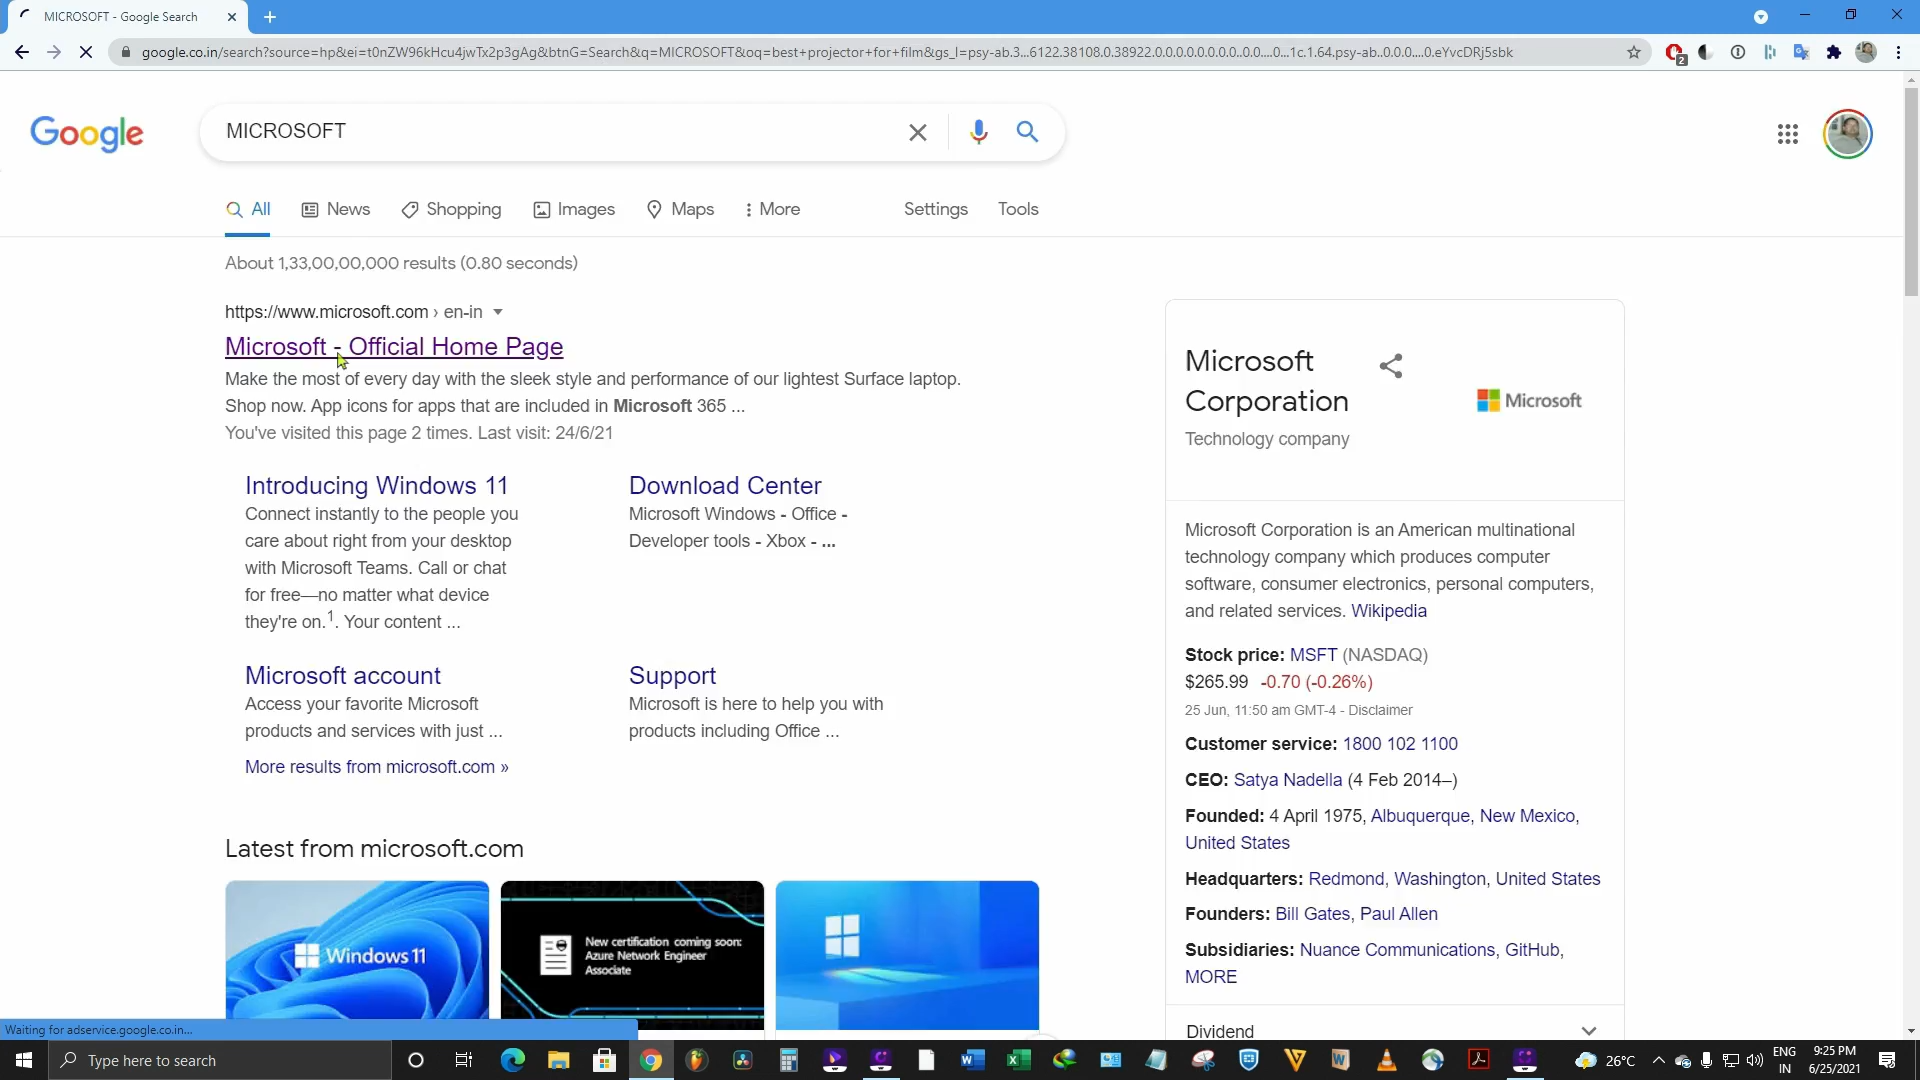 MICROSOFT - Google Search
google.co.in/search?source=hp&ei=t0nZW96kHcu4jwTx2p3gAg&btnG=Search&q=MICROSOFT&oq=best+projector+for+film&gs_l=psy-ab.3...6122.38108.0.38922.0.0.0.0.0.0.0.0..0.0....0...1c.1.64.psy-ab..0.0.0....0.eYvcDRj5sbk
2
Google
MICROSOFT
All News Shopping Images Maps More Settings Tools
About 1,33,00,00,000 results (0.80 seconds)
https://www.microsoft.com › en-in
Microsoft - Official Home Page
Make the most of every day with the sleek style and performance of our lightest Surface laptop.
Shop now. App icons for apps that are included in Microsoft 365 ...
You've visited this page 2 times. Last visit: 24/6/21
Introducing Windows 11
Connect instantly to the people you
care about right from your desktop
with Microsoft Teams. Call or chat
for free—no matter what device
they're on.1. Your content ...
Download Center
Microsoft Windows - Office -
Developer tools - Xbox - ...
Microsoft account
Access your favorite Microsoft
products and services with just ...
Support
Microsoft is here to help you with
products including Office ...
More results from microsoft.com »
Latest from microsoft.com
Windows 11
New certification coming soon:
Azure Network Engineer
Associate
Microsoft
Corporation
Microsoft
Technology company
Microsoft Corporation is an American multinational
technology company which produces computer
software, consumer electronics, personal computers,
and related services. Wikipedia
Stock price: MSFT (NASDAQ)
$265.99 -0.70 (-0.26%)
25 Jun, 11:50 am GMT-4 - Disclaimer
Customer service: 1800 102 1100
CEO: Satya Nadella (4 Feb 2014–)
Founded: 4 April 1975, Albuquerque, New Mexico,
United States
Headquarters: Redmond, Washington, United States
Founders: Bill Gates, Paul Allen
Subsidiaries: Nuance Communications, GitHub,
MORE
Dividend
Waiting for adservice.google.co.in...
Type here to search
26°C
ENG
IN
9:25 PM
6/25/2021